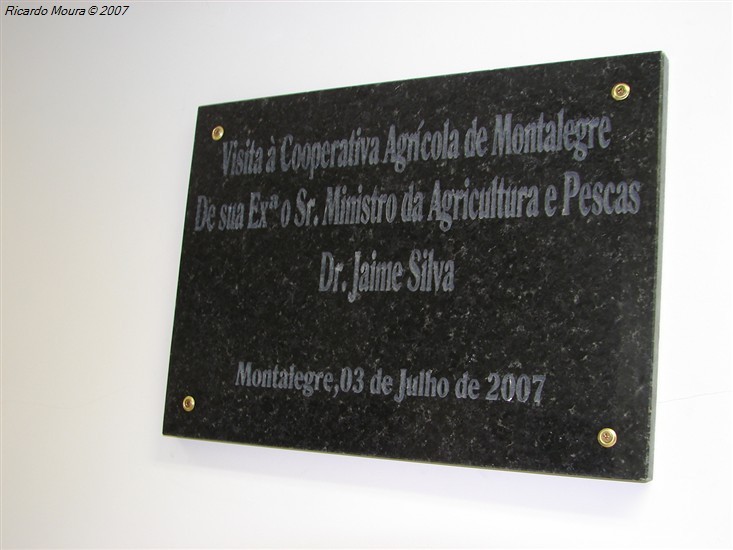 Ricardo Moura © 2007
Visita à Cooperativa Agrícola de Montalegre
De sua Exª o Sr. Ministro da Agricultura e Pescas
Dr. Jaime Silva
Montalegre,03 de Julho de 2007